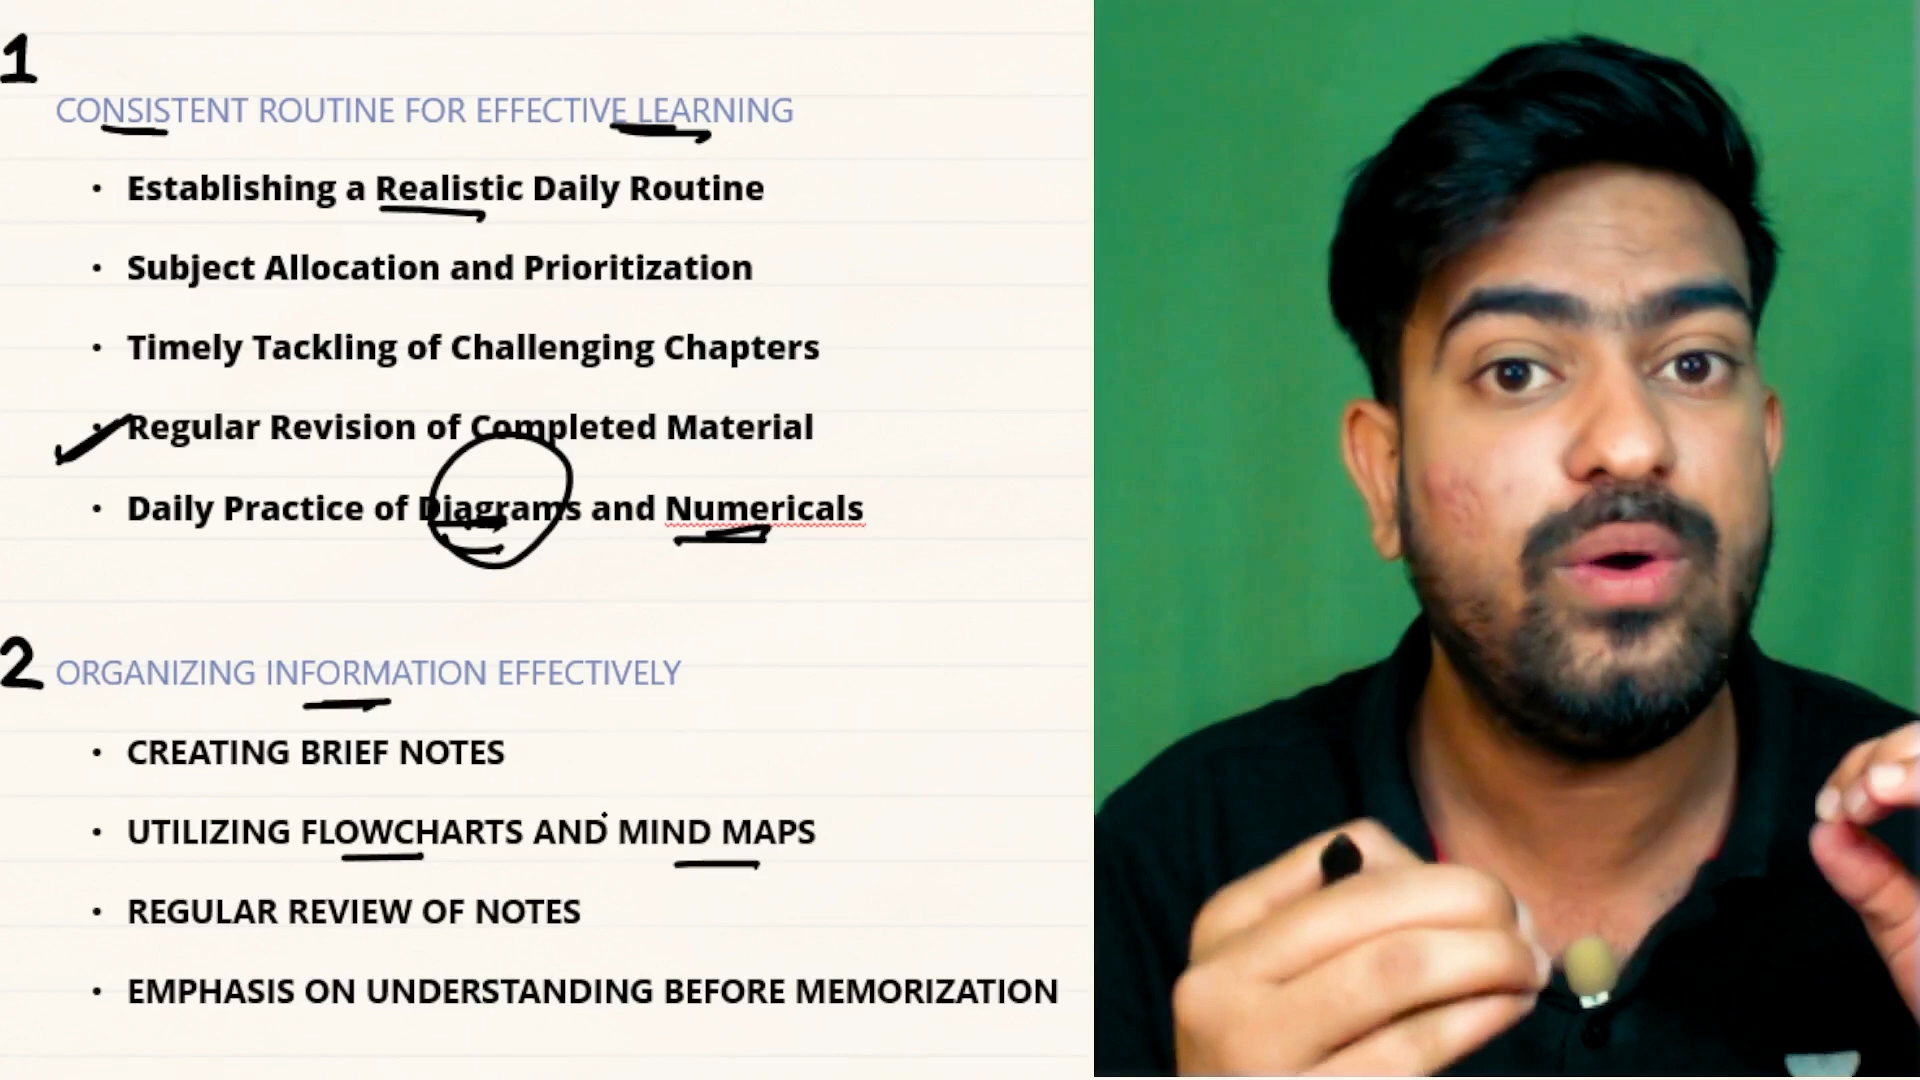 1
CONSISTENT ROUTINE FOR EFFECTIVE LEARNING
• Establishing a Realistic Daily Routine
• Subject Allocation and Prioritization
• Timely Tackling of Challenging Chapters
• Regular Revision of Completed Material
• Daily Practice of Diagrams and Numericals
2
ORGANIZING INFORMATION EFFECTIVELY
• CREATING BRIEF NOTES
• UTILIZING FLOWCHARTS AND MIND MAPS
• REGULAR REVIEW OF NOTES
• EMPHASIS ON UNDERSTANDING BEFORE MEMORIZATION